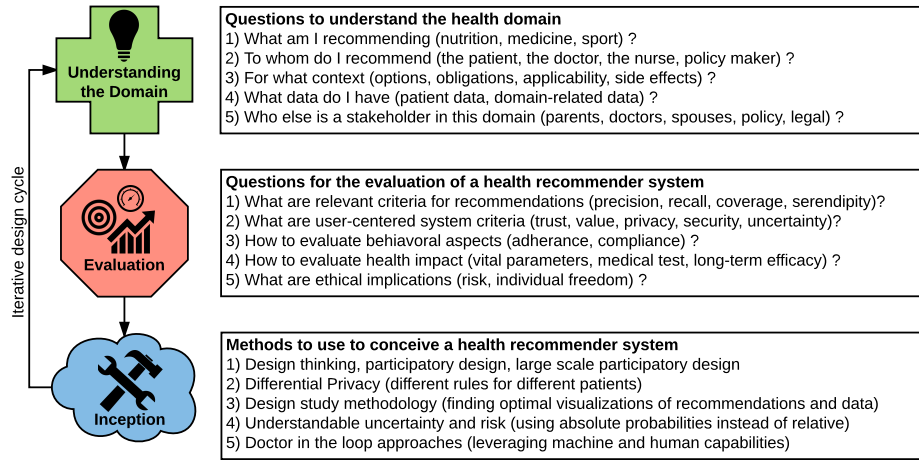 Understanding
the Domain
Questions to understand the health domain
1) What am I recommending (nutrition, medicine, sport) ?
2) To whom do I recommend (the patient, the doctor, the nurse, policy maker) ?
3) For what context (options, obligations, applicability, side effects) ?
4) What data do I have (patient data, domain-related data) ?
5) Who else is a stakeholder in this domain (parents, doctors, spouses, policy, legal) ?
Iterative design cycle
Evaluation
Questions for the evaluation of a health recommender system
1) What are relevant criteria for recommendations (precision, recall, coverage, serendipity)?
2) What are user-centered system criteria (trust, value, privacy, security, uncertainty)?
3) How to evaluate behiavoral aspects (adherance, compliance) ?
4) How to evaluate health impact (vital parameters, medical test, long-term efficacy) ?
5) What are ethical implications (risk, individual freedom) ?
Inception
Methods to use to conceive a health recommender system
1) Design thinking, participatory design, large scale participatory design
2) Differential Privacy (different rules for different patients)
3) Design study methodology (finding optimal visualizations of recommendations and data)
4) Understandable uncertainty and risk (using absolute probabilities instead of relative)
5) Doctor in the loop approaches (leveraging machine and human capabilities)